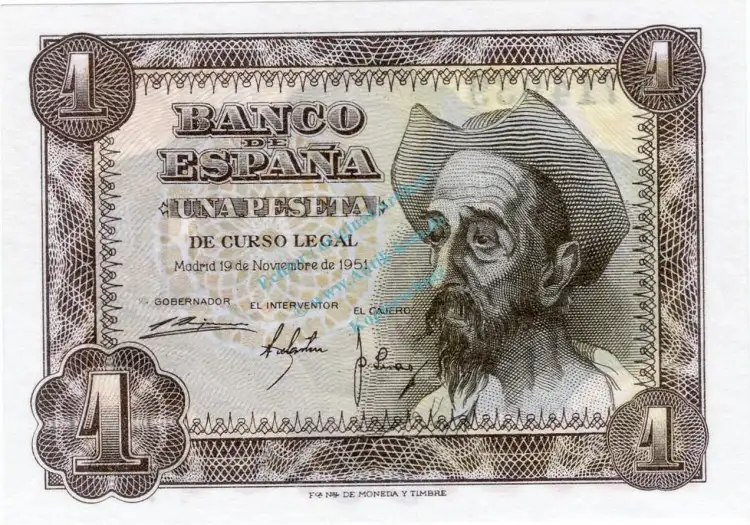 1
1
BANCO
DE
ESPAÑA
UNA PESETA
DE CURSO LEGAL
Madrid 19 de Noviembre de 1951
GOBERNADOR EL INTERVENTOR EL CAJERO
1
1
DE MONEDA Y TIMBRE